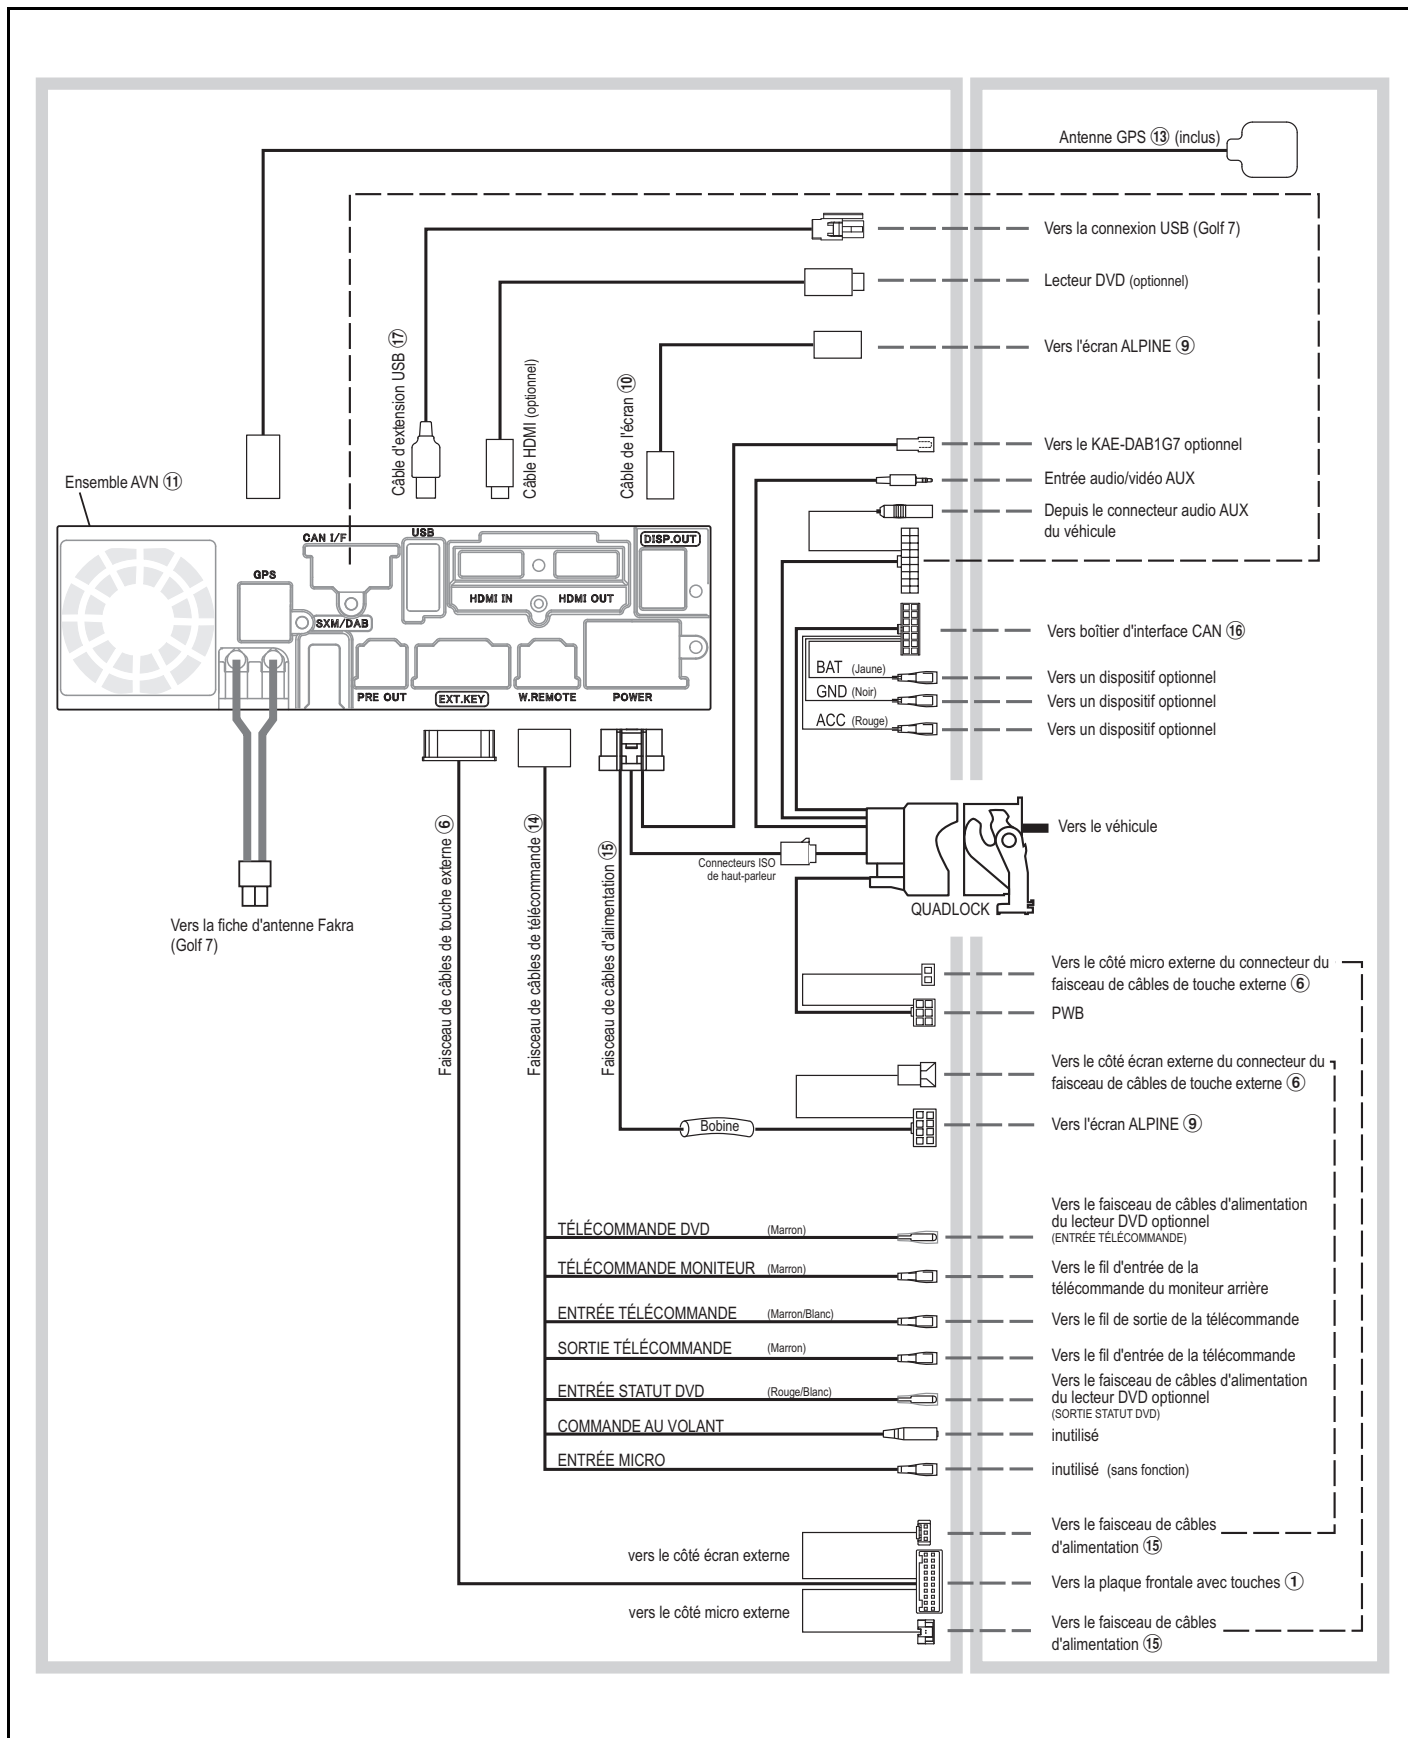 Antenne GPS ⑬ (inclus)
Vers la connexion USB (Golf 7)
Lecteur DVD (optionnel)
Vers l'écran ALPINE ⑨
Câble d'extension USB ⑰
Câble HDMI (optionnel)
Câble de l'écran ⑩
Vers le KAE-DAB1G7 optionnel
Entrée audio/vidéo AUX
Depuis le connecteur audio AUX
du véhicule
Ensemble AVN ⑪
CAN I/F
USB
DISP.OUT
GPS
HDMI IN
HDMI OUT
SXM/DAB
PRE OUT
EXT.KEY
W.REMOTE
POWER
Vers boîtier d'interface CAN ⑯
BAT (Jaune)
Vers un dispositif optionnel
GND (Noir)
Vers un dispositif optionnel
ACC (Rouge)
Vers un dispositif optionnel
Vers le véhicule
Connecteurs ISO
de haut-parleur
QUADLOCK
Vers la fiche d'antenne Fakra
(Golf 7)
Faisceau de câbles de touche externe ⑥
Faisceau de câbles de télécommande ⑭
Faisceau de câbles d'alimentation ⑮
Vers le côté micro externe du connecteur du
faisceau de câbles de touche externe ⑥
PWB
Vers le côté écran externe du connecteur du
faisceau de câbles de touche externe ⑥
Bobine
Vers l'écran ALPINE ⑨
TÉLÉCOMMANDE DVD (Marron)
Vers le faisceau de câbles d'alimentation
du lecteur DVD optionnel
(ENTRÉE TÉLÉCOMMANDE)
TÉLÉCOMMANDE MONITEUR (Marron)
Vers le fil d'entrée de la
télécommande du moniteur arrière
ENTRÉE TÉLÉCOMMANDE (Marron/Blanc)
Vers le fil de sortie de la télécommande
SORTIE TÉLÉCOMMANDE (Marron)
Vers le fil d'entrée de la télécommande
ENTRÉE STATUT DVD (Rouge/Blanc)
Vers le faisceau de câbles d'alimentation
du lecteur DVD optionnel
(SORTIE STATUT DVD)
COMMANDE AU VOLANT
inutilisé
ENTRÉE MICRO
inutilisé (sans fonction)
Vers le faisceau de câbles
d'alimentation ⑮
vers le côté écran externe
Vers la plaque frontale avec touches ①
vers le côté micro externe
Vers le faisceau de câbles
d'alimentation ⑮